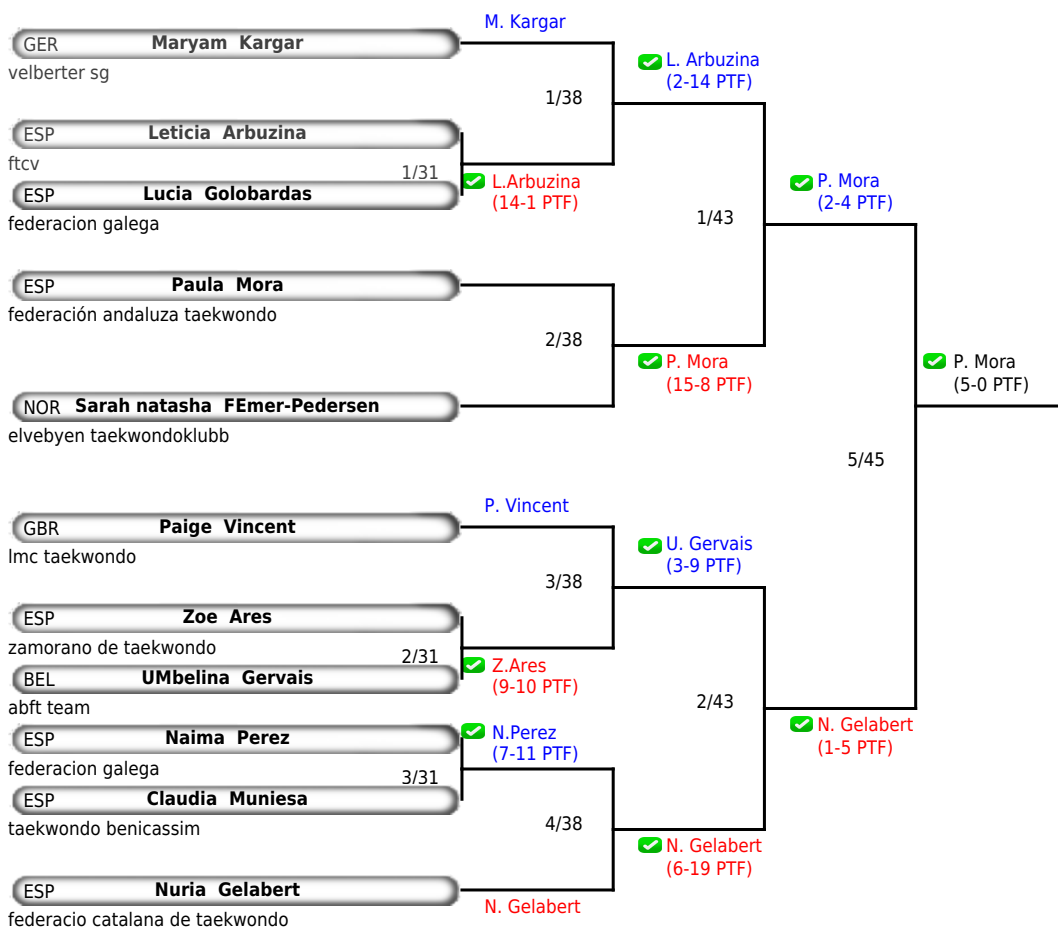 M. Kargar
GER Maryam Kargar
velberter sg
L. Arbuzina
(2-14 PTF)
1/38
ESP Leticia Arbuzina
ftcv
1/31
ESP Lucia Golobardas
L.Arbuzina
(14-1 PTF)
federacion galega
P. Mora
(2-4 PTF)
1/43
ESP Paula Mora
federación andaluza taekwondo
2/38
P. Mora
(15-8 PTF)
P. Mora
(5-0 PTF)
NOR Sarah natasha FEmer-Pedersen
elvebyen taekwondoklubb
5/45
P. Vincent
GBR Paige Vincent
lmc taekwondo
U. Gervais
(3-9 PTF)
3/38
ESP Zoe Ares
zamorano de taekwondo
2/31
Z.Ares
(9-10 PTF)
BEL UMbelina Gervais
abft team
2/43
N. Gelabert
(1-5 PTF)
ESP Naima Perez
N.Perez
(7-11 PTF)
federacion galega
3/31
ESP Claudia Muniesa
taekwondo benicassim
4/38
N. Gelabert
(6-19 PTF)
ESP Nuria Gelabert
N. Gelabert
federacio catalana de taekwondo